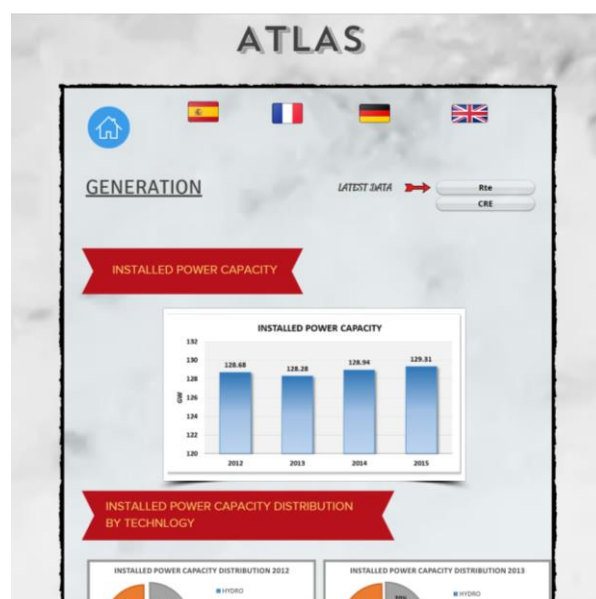 ATLAS
GENERATION
LATEST DATA
Rte
CRE
INSTALLED POWER CAPACITY
INSTALLED POWER CAPACITY
132
130
128
126
124
122
120
GW
128.68
128.28
128.94
129.31
2012
2013
2014
2015
INSTALLED POWER CAPACITY DISTRIBUTION
BY TECHNLOGY
INSTALLED POWER CAPACITY DISTRIBUTION 2012
HYDRO
INSTALLED POWER CAPACITY DISTRIBUTION 2013
HYDRO